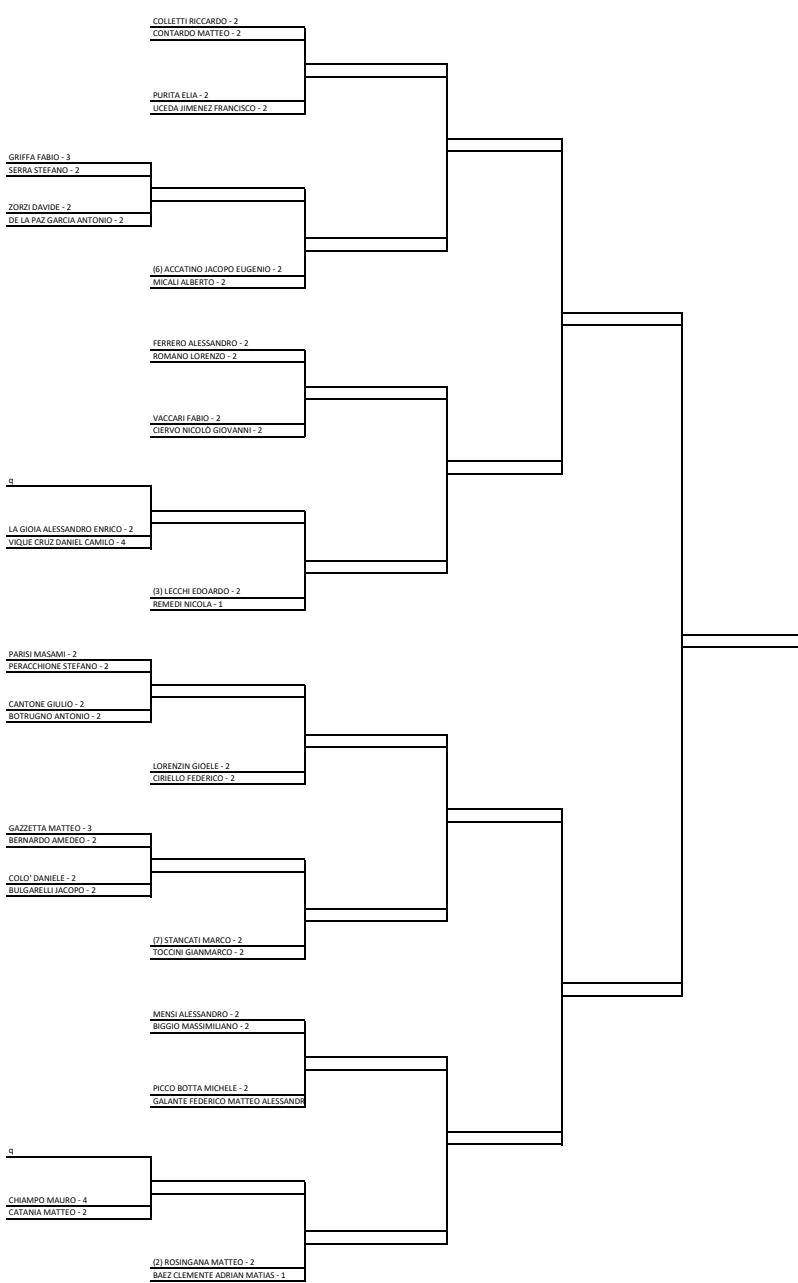 COLLETTI RICCARDO - 2
CONTARDO MATTEO - 2
PURITA ELIA - 2
UCEDA JIMENEZ FRANCISCO - 2
GRIFFA FABIO - 3
SERRA STEFANO - 2
ZORZI DAVIDE - 2
DE LA PAZ GARCIA ANTONIO - 2
(6) ACCATINO JACOPO EUGENIO - 2
MICALI ALBERTO - 2
FERRERO ALESSANDRO - 2
ROMANO LORENZO - 2
VACCARI FABIO - 2
CIERVO NICOLÒ GIOVANNI - 2
q
LA GIOIA ALESSANDRO ENRICO - 2
VIQUE CRUZ DANIEL CAMILO - 4
(3) LECCHI EDOARDO - 2
REMEDI NICOLA - 1
PARISI MASAMI - 2
PERACCHIONE STEFANO - 2
CANTONE GIULIO - 2
BOTRUGNO ANTONIO - 2
LORENZIN GIOELE - 2
CIRIELLO FEDERICO - 2
GAZZETTA MATTEO - 3
BERNARDO AMEDEO - 2
COLO' DANIELE - 2
BULGARELLI JACOPO - 2
(7) STANCATI MARCO - 2
TOCCINI GIANMARCO - 2
MENSI ALESSANDRO - 2
BIGGIO MASSIMILIANO - 2
PICCO BOTTA MICHELE - 2
GALANTE FEDERICO MATTEO ALESSANDR
q
CHIAMPO MAURO - 4
CATANIA MATTEO - 2
(2) ROSINGANA MATTEO - 2
BAEZ CLEMENTE ADRIAN MATIAS - 1